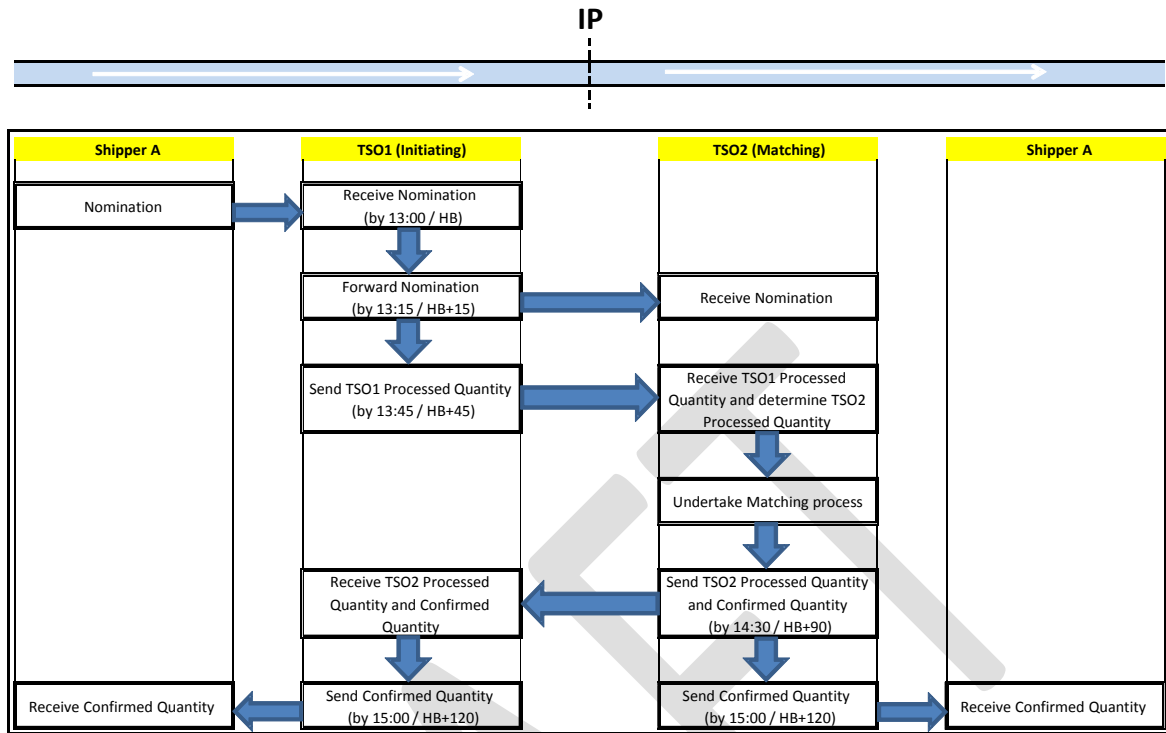 IP
Shipper A
TSO1 (Initiating)
TSO2 (Matching)
Shipper A
Nomination
Receive Nomination
(by 13:00 / HB)
Forward Nomination
(by 13:15 / HB+15)
Receive Nomination
Send TSO1 Processed Quantity
(by 13:45 / HB+45)
Receive TSO1 Processed
Quantity and determine TSO2
Processed Quantity
Undertake Matching process
Receive TSO2 Processed
Quantity and Confirmed
Quantity
Send TSO2 Processed Quantity
and Confirmed Quantity
(by 14:30 / HB+90)
Receive Confirmed Quantity
Send Confirmed Quantity
(by 15:00 / HB+120)
Send Confirmed Quantity
(by 15:00 / HB+120)
Receive Confirmed Quantity